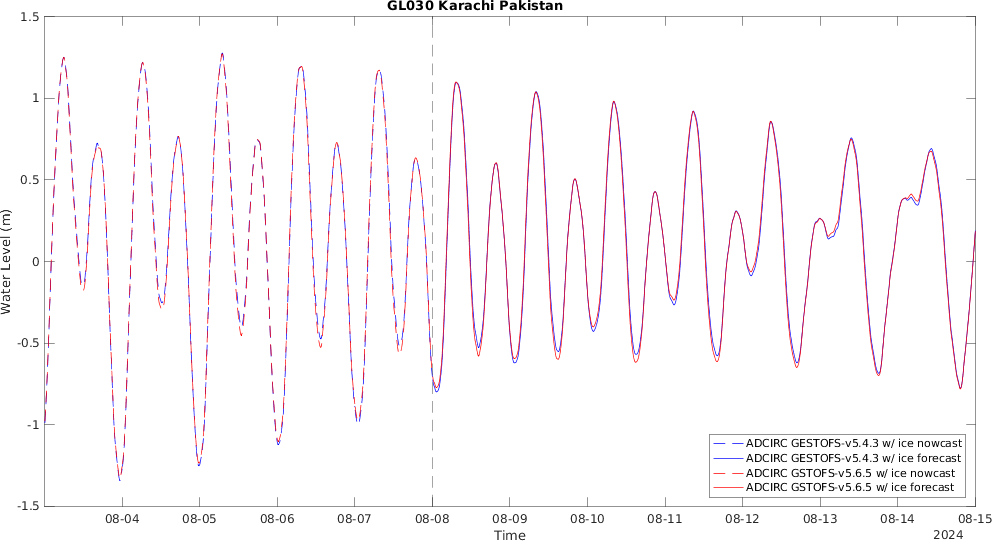 GL030 Karachi Pakistan
1.5
1
0.5
0
-0.5
-1
-1.5
Water Level (m)
08-04 08-05 08-06 08-07 08-08 08-09 08-10 08-11 08-12 08-13 08-14 08-15
Time
2024
ADCIRC GESTOFS-v5.4.3 w/ ice nowcast
ADCIRC GESTOFS-v5.4.3 w/ ice forecast
ADCIRC GSTOFS-v5.6.5 w/ ice nowcast
ADCIRC GSTOFS-v5.6.5 w/ ice forecast